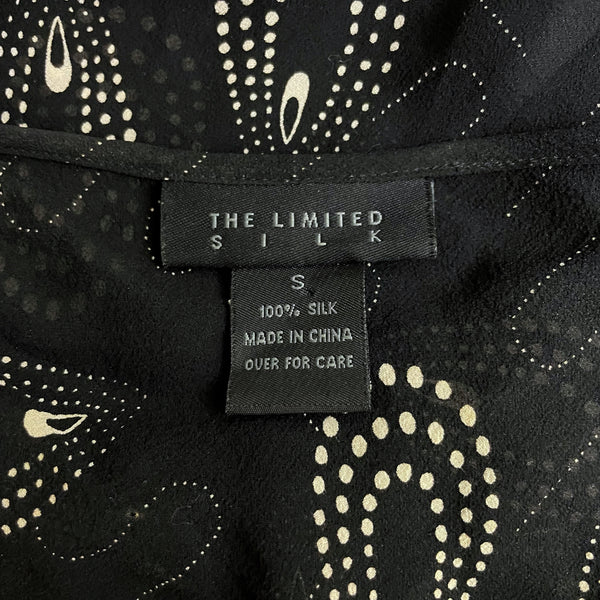 THE LIMITED
SILK
S
100% SILK
MADE IN CHINA
OVER FOR CARE